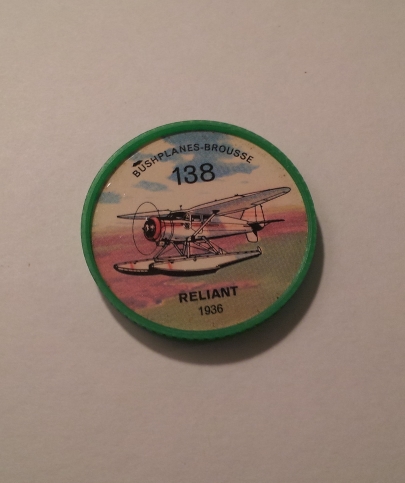 BUSHPLANES-BROUSSE
138
RELIANT
1936